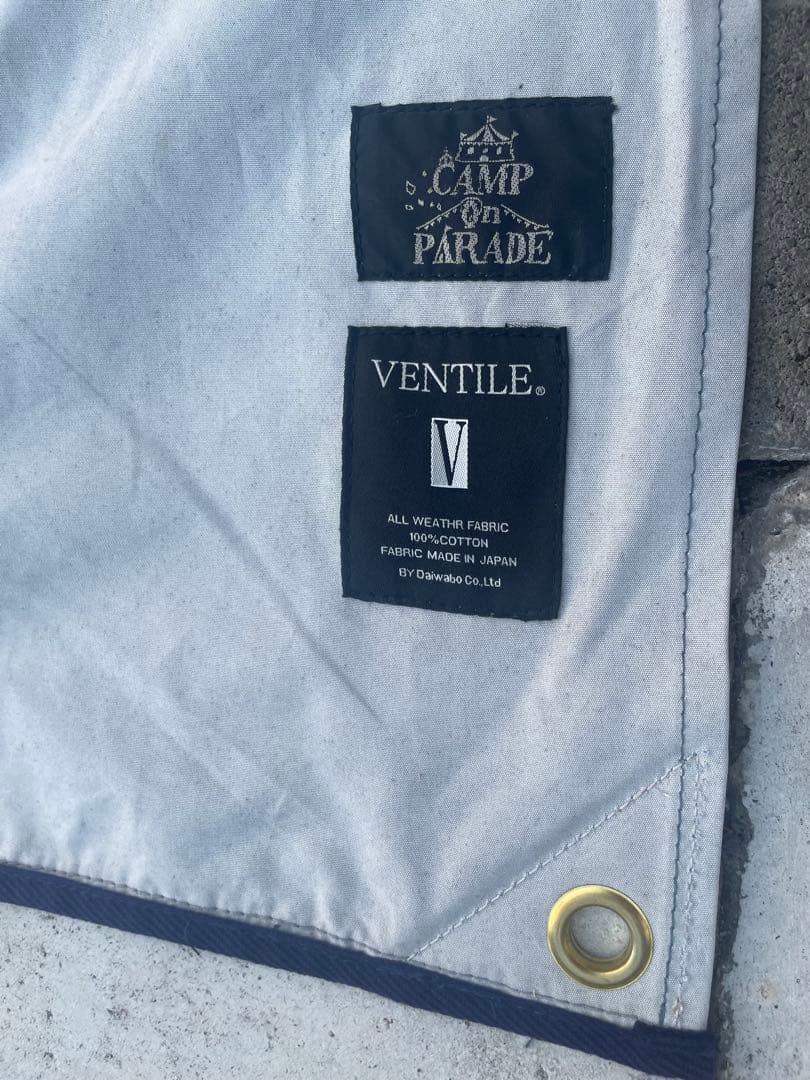 CAMP
On
PARADE
VENTILE®
V
ALL WEATHR FABRIC
100%COTTON
FABRIC MADE IN JAPAN
BY Daiwabo Co.,Ltd